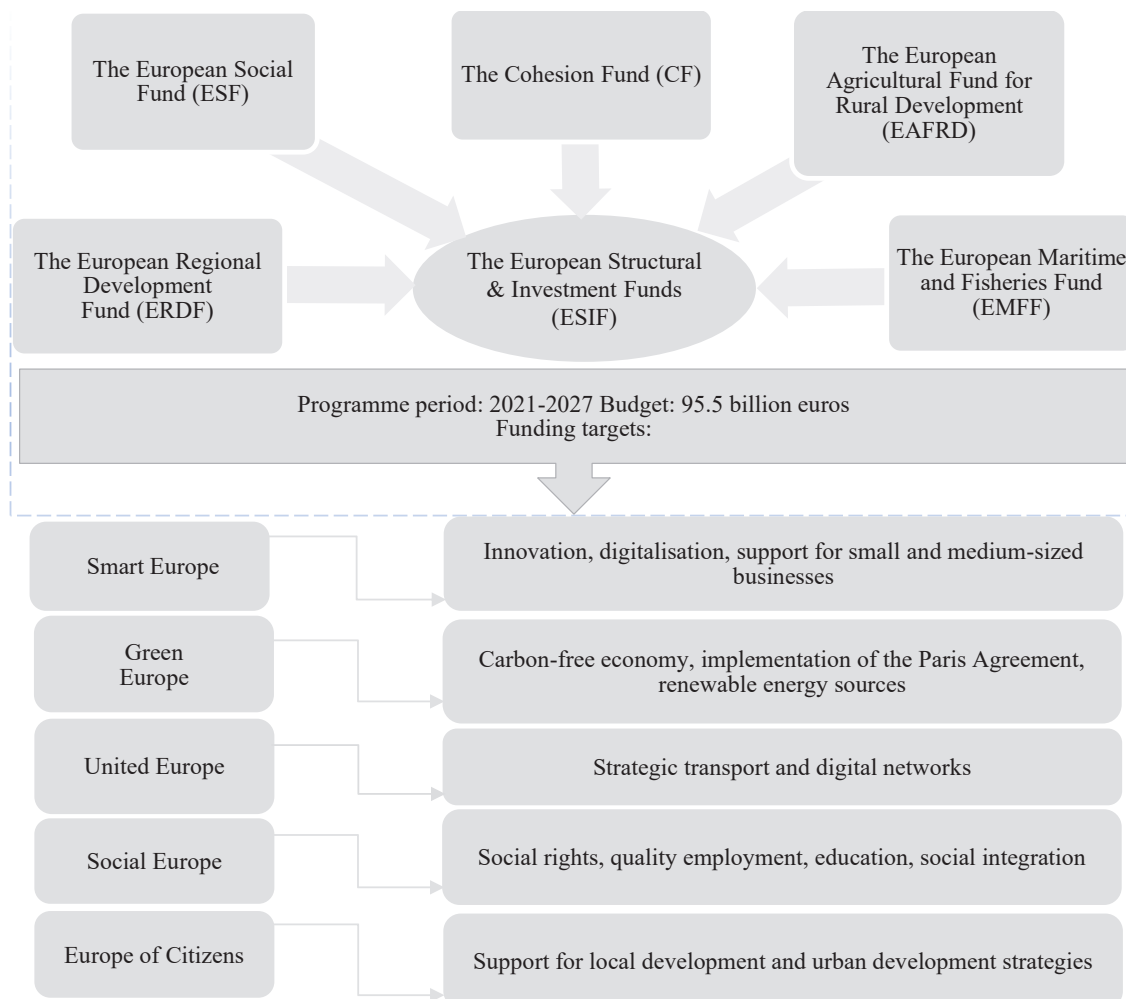 The European Social
Fund (ESF)
The Cohesion Fund (CF)
The European
Agricultural Fund for
Rural Development
(EAFRD)
The European Regional
Development
Fund (ERDF)
The European Structural
& Investment Funds
(ESIF)
The European Maritime
and Fisheries Fund
(EMFF)
Programme period: 2021-2027 Budget: 95.5 billion euros
Funding targets:
Smart Europe
Innovation, digitalisation, support for small and medium-sized
businesses
Green
Europe
Carbon-free economy, implementation of the Paris Agreement,
renewable energy sources
United Europe
Strategic transport and digital networks
Social Europe
Social rights, quality employment, education, social integration
Europe of Citizens
Support for local development and urban development strategies